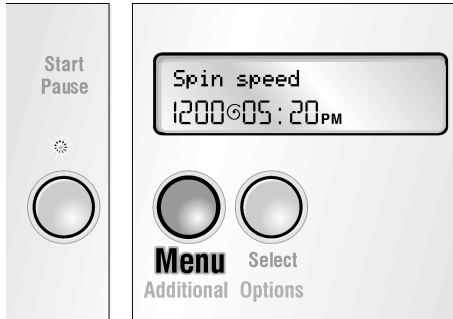 Start
Pause
Spin speed
1200 05:20PM
Menu
Select
Additional Options